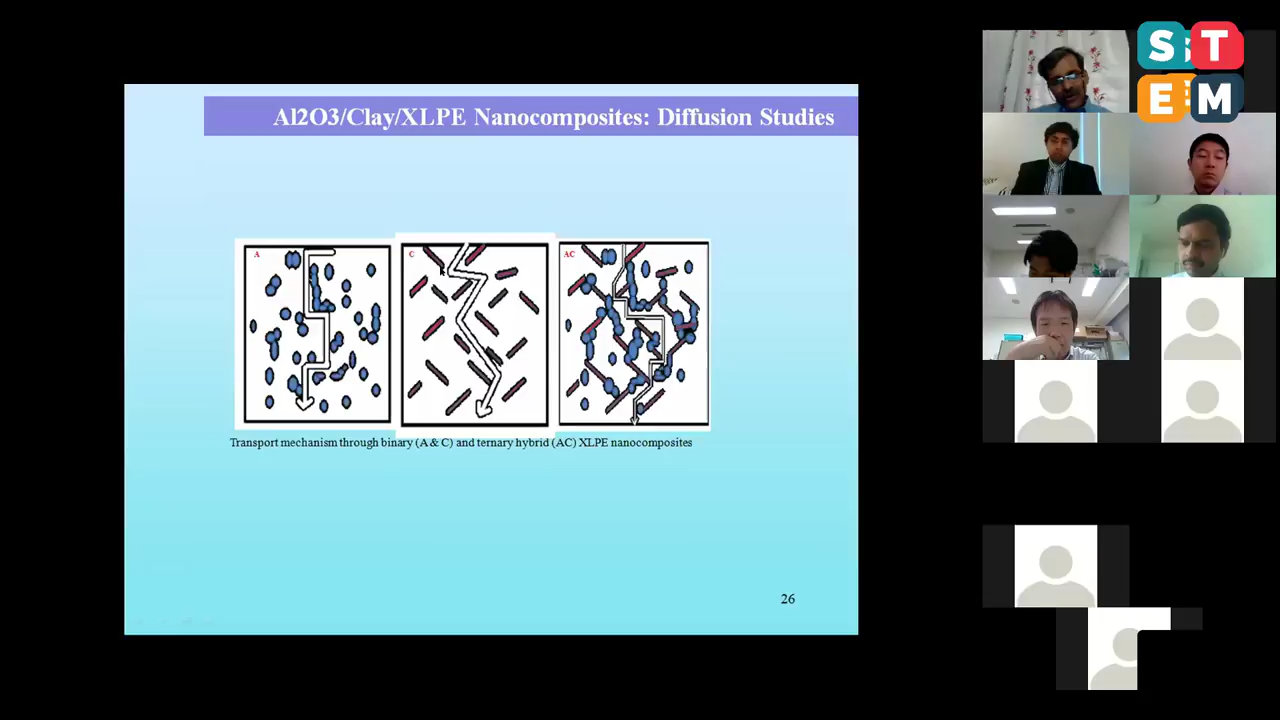 Al2O3/Clay/XLPE Nanocomposites: Diffusion Studies
A
C
AC
Transport mechanism through binary (A & C) and ternary hybrid (AC) XLPE nanocomposites
26
S T
E M